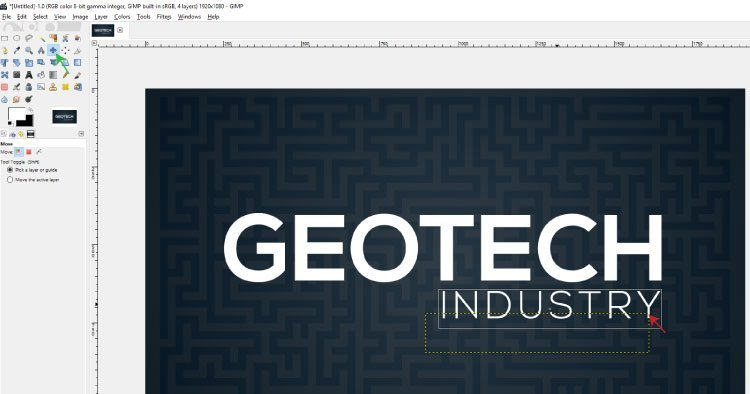 *[Untitled]-1.0 (RGB color 8-bit gamma integer, GIMP built-in sRGB, 4 layers) 1920x1080 – GIMP
File Edit Select View Image Layer Colors Tools Filters Windows Help
Move
Move:
Tool Toggle (Shift)
Pick a layer or guide
Move the active layer
GEOTECH
INDUSTRY